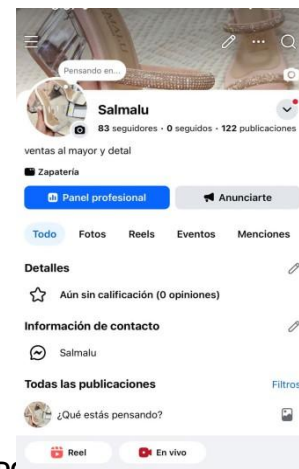 Pensando en...
Salmalu
83 seguidores • 0 seguidos • 122 publicaciones
ventas al mayor y detal
Zapatería
Panel profesional
Anunciarte
Todo Fotos Reels Eventos Menciones
Detalles
Aún sin calificación (0 opiniones)
Información de contacto
Salmalu
Todas las publicaciones Filtros
¿Qué estás pensando?
Reel En vivo